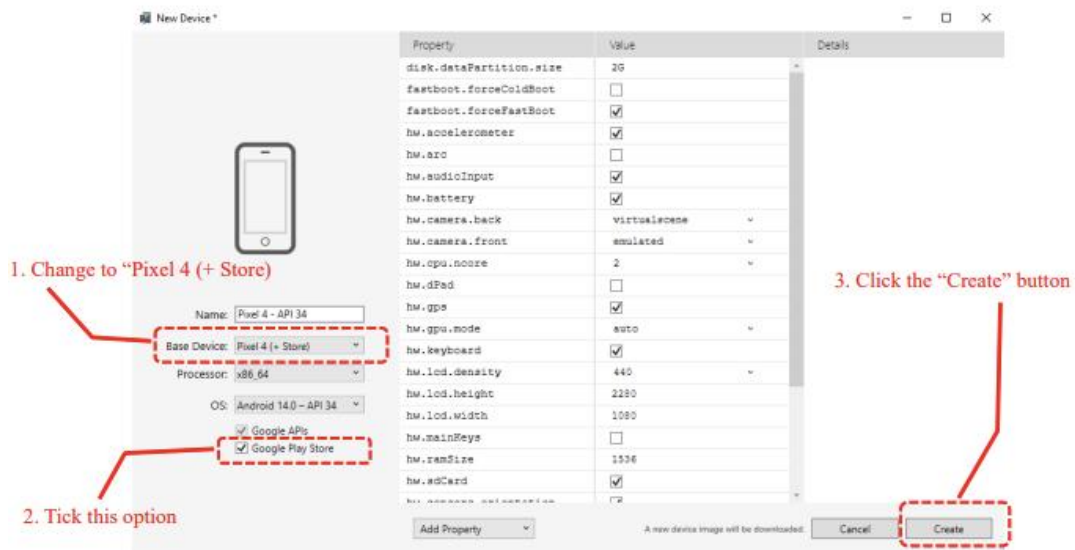 New Device *
Property Value Details
disk.dataPartition.size 2G
fastboot.forceColdBoot
fastboot.forceFastBoot
hw.accelerometer
hw.arc
hw.audioInput
hw.battery
hw.camera.back virtualscene
hw.camera.front emulated
hw.cpu.ncore 2
hw.dPad
hw.gps
hw.gpu.mode auto
hw.keyboard
hw.lcd.density 440
hw.lcd.height 2280
hw.lcd.width 1080
hw.mainKeys
hw.ramSize 1536
hw.sdCard
1. Change to “Pixel 4 (+ Store)
Name: Pixel 4 - API 34
Base Device: Pixel 4 (+ Store)
Processor: x86_64
OS: Android 14.0 – API 34
Google APIs
Google Play Store
2. Tick this option
3. Click the “Create” button
Add Property
A new device image will be downloaded.
Cancel
Create